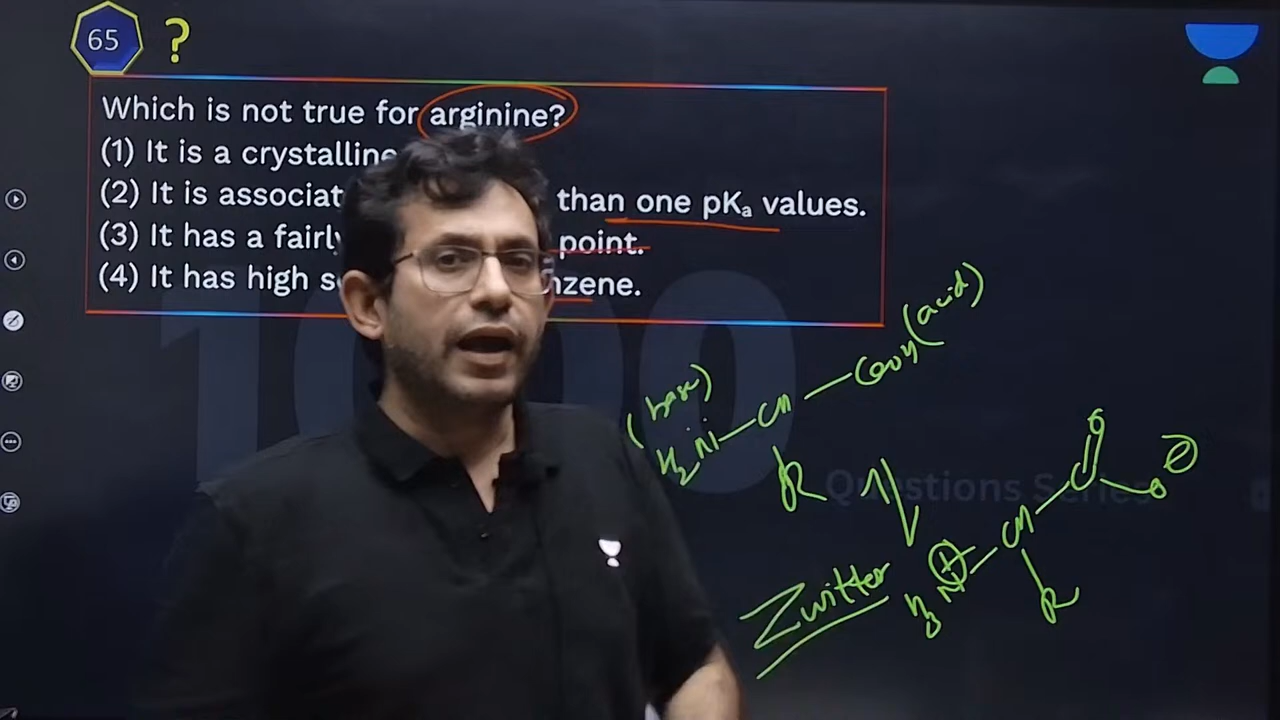 65 ?
Which is not true for arginine?
(1) It is a crystalline
(2) It is associat than one pKₐ values.
(3) It has a fairly point.
(4) It has high s nzene.
1000
Questions Series
(base)
H₂N—CH—COOH (acid)
R
Zwitter
H₃N⊕—CH—C
O
O⊖
R